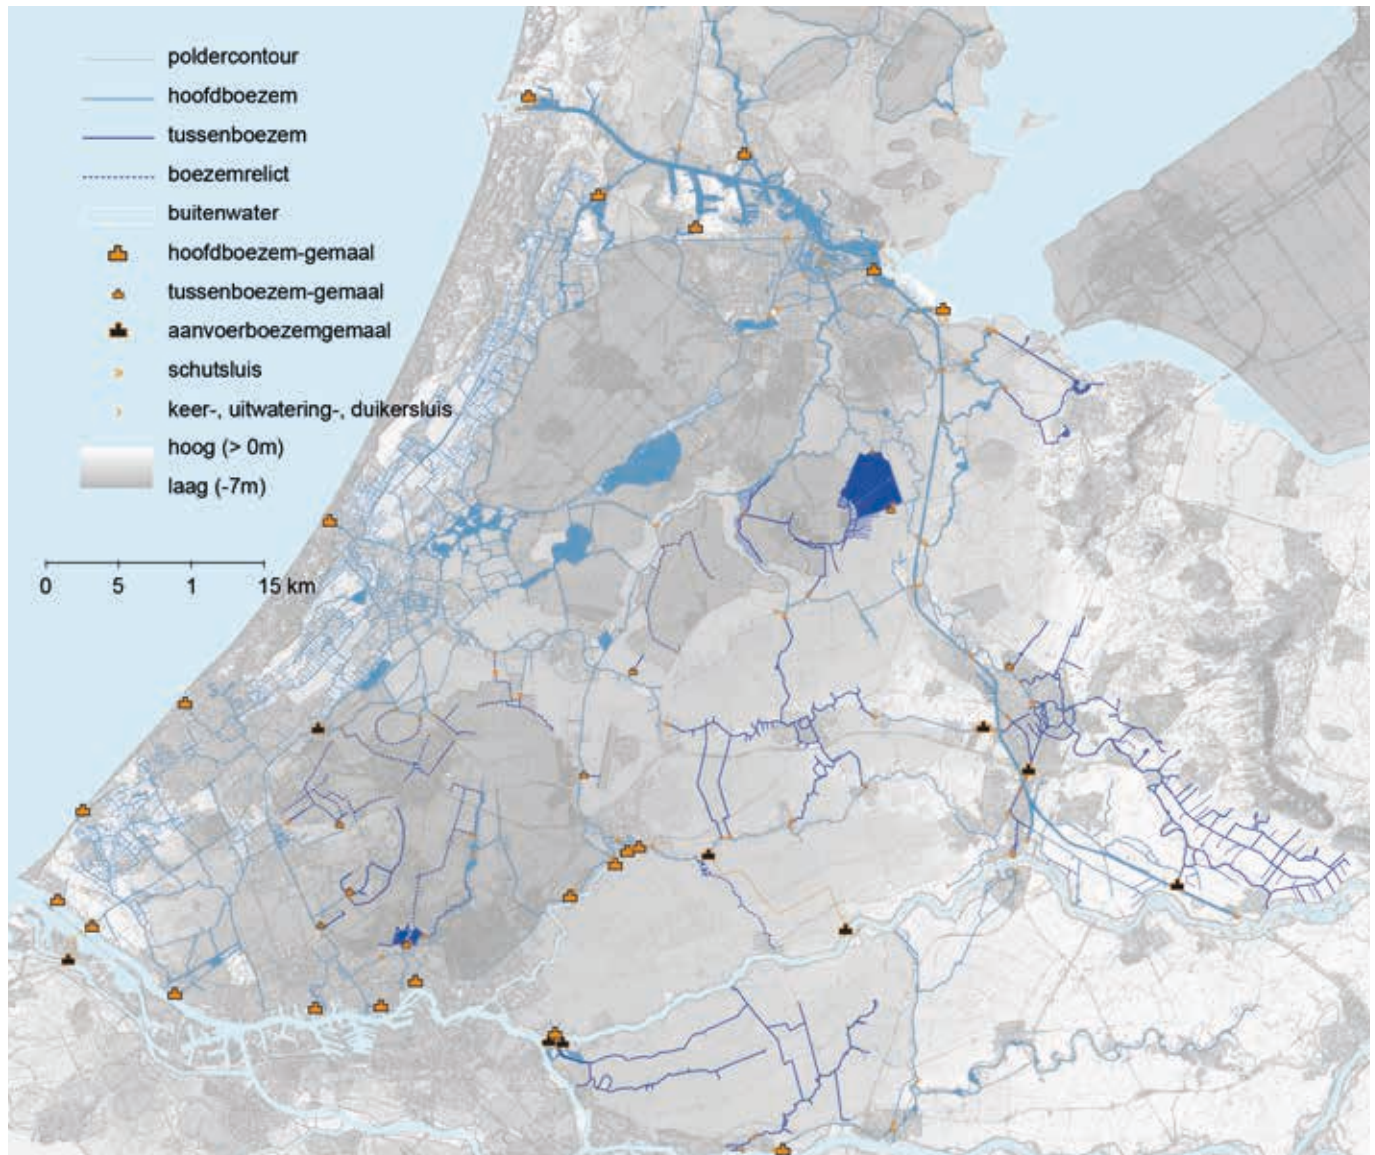 poldercontour
hoofdboezem
tussenboezem
boezemrelict
buitenwater
hoofdboezem-gemaal
tussenboezem-gemaal
aanvoerboezemgemaal
schutsluis
keer-, uitwatering-, duikersluis
hoog (> 0m)
laag (-7m)
0 5 1 15 km